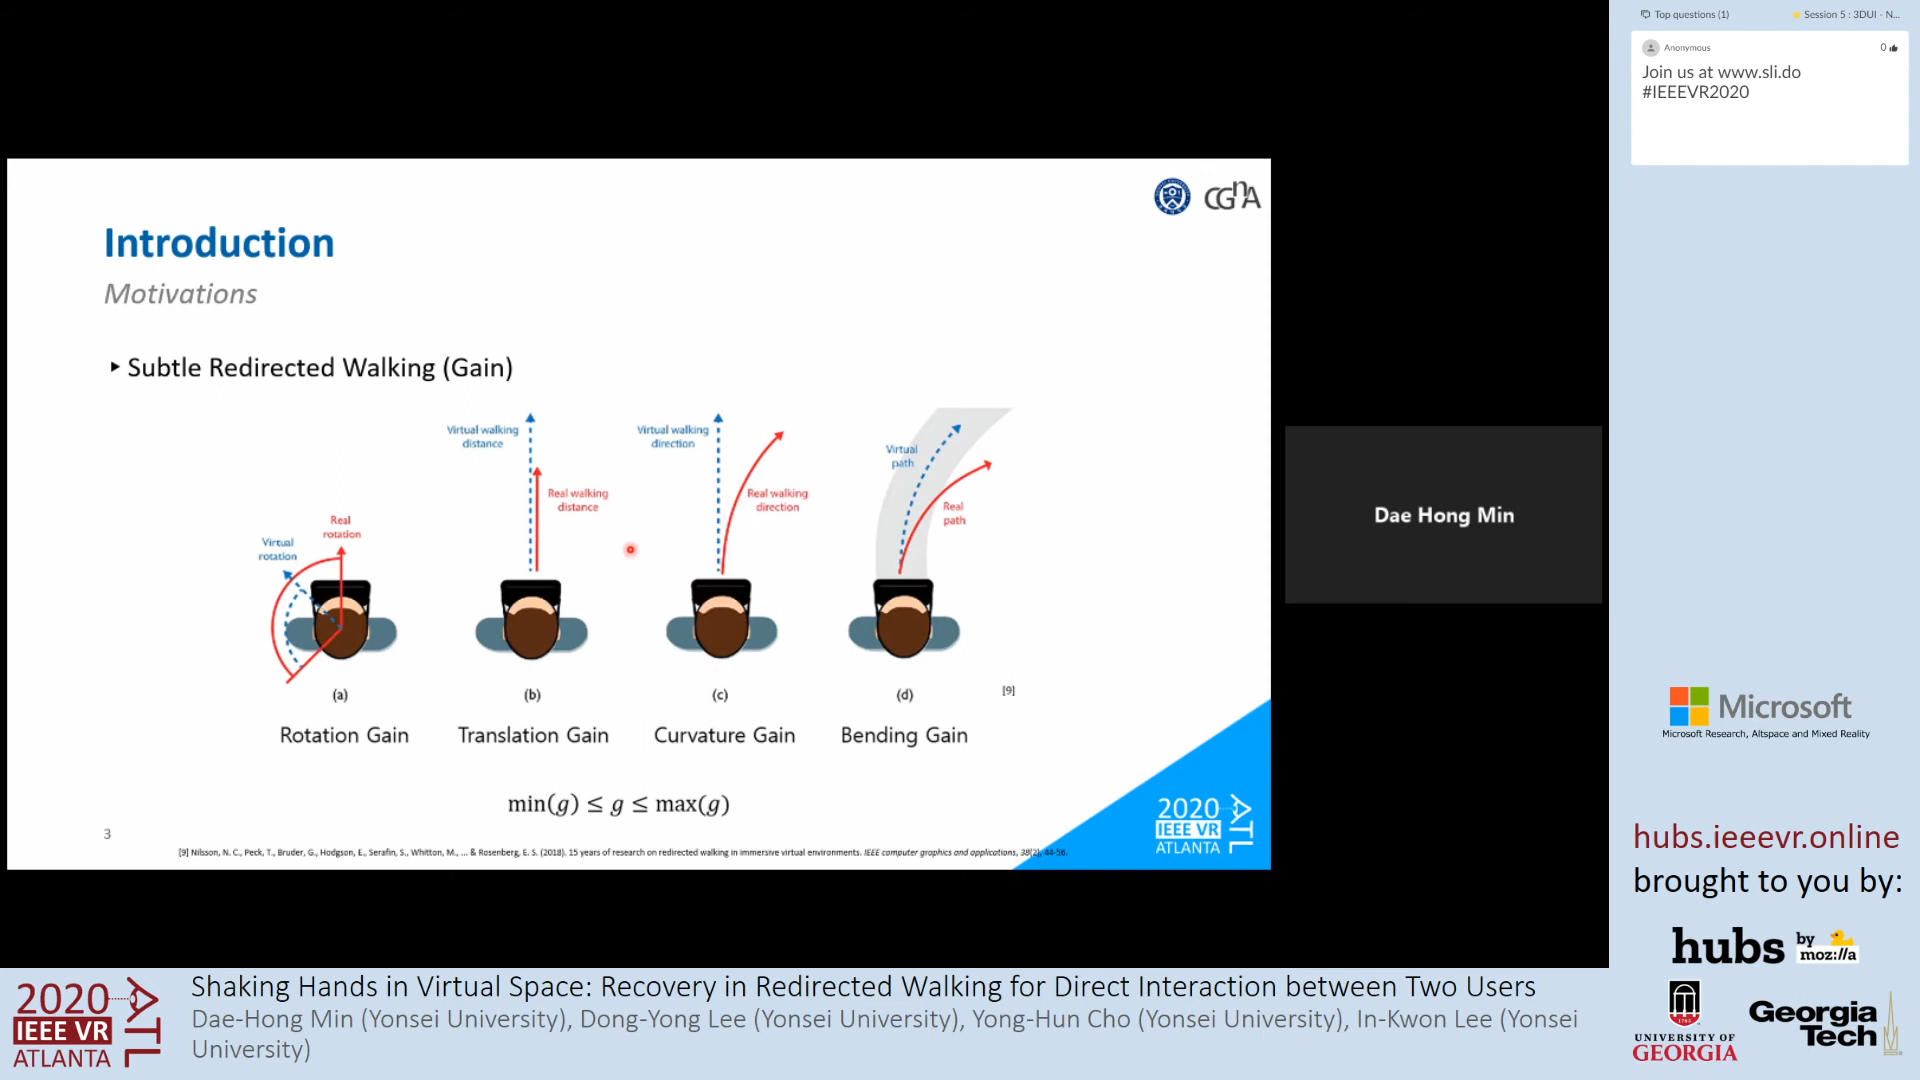 Top questions (1)
Session 5 : 3DUI - N...
Anonymous
0
Join us at www.sli.do
#IEEEVR2020
CGnA
Introduction
Motivations
Subtle Redirected Walking (Gain)
Virtual walking
distance
Virtual walking
direction
Virtual
path
Real walking
distance
Real walking
direction
Real
path
Real
rotation
Virtual
rotation
(a)
(b)
(c)
(d)
[9]
Rotation Gain
Translation Gain
Curvature Gain
Bending Gain
min(g) ≤ g ≤ max(g)
3
[9] Nilsson, N. C., Peck, T., Bruder, G., Hodgson, E., Serafin, S., Whitton, M., ... & Rosenberg, E. S. (2018). 15 years of research on redirected walking in immersive virtual environments. IEEE computer graphics and applications, 38(2), 44-56.
2020
IEEE VR
ATLANTA
ATL
Dae Hong Min
Microsoft
Microsoft Research, Altspace and Mixed Reality
hubs.ieeevr.online
brought to you by:
hubs by
moz://a
1785
UNIVERSITY OF
GEORGIA
Georgia
Tech
2020
IEEE VR
ATLANTA
ATL
Shaking Hands in Virtual Space: Recovery in Redirected Walking for Direct Interaction between Two Users
Dae-Hong Min (Yonsei University), Dong-Yong Lee (Yonsei University), Yong-Hun Cho (Yonsei University), In-Kwon Lee (Yonsei
University)